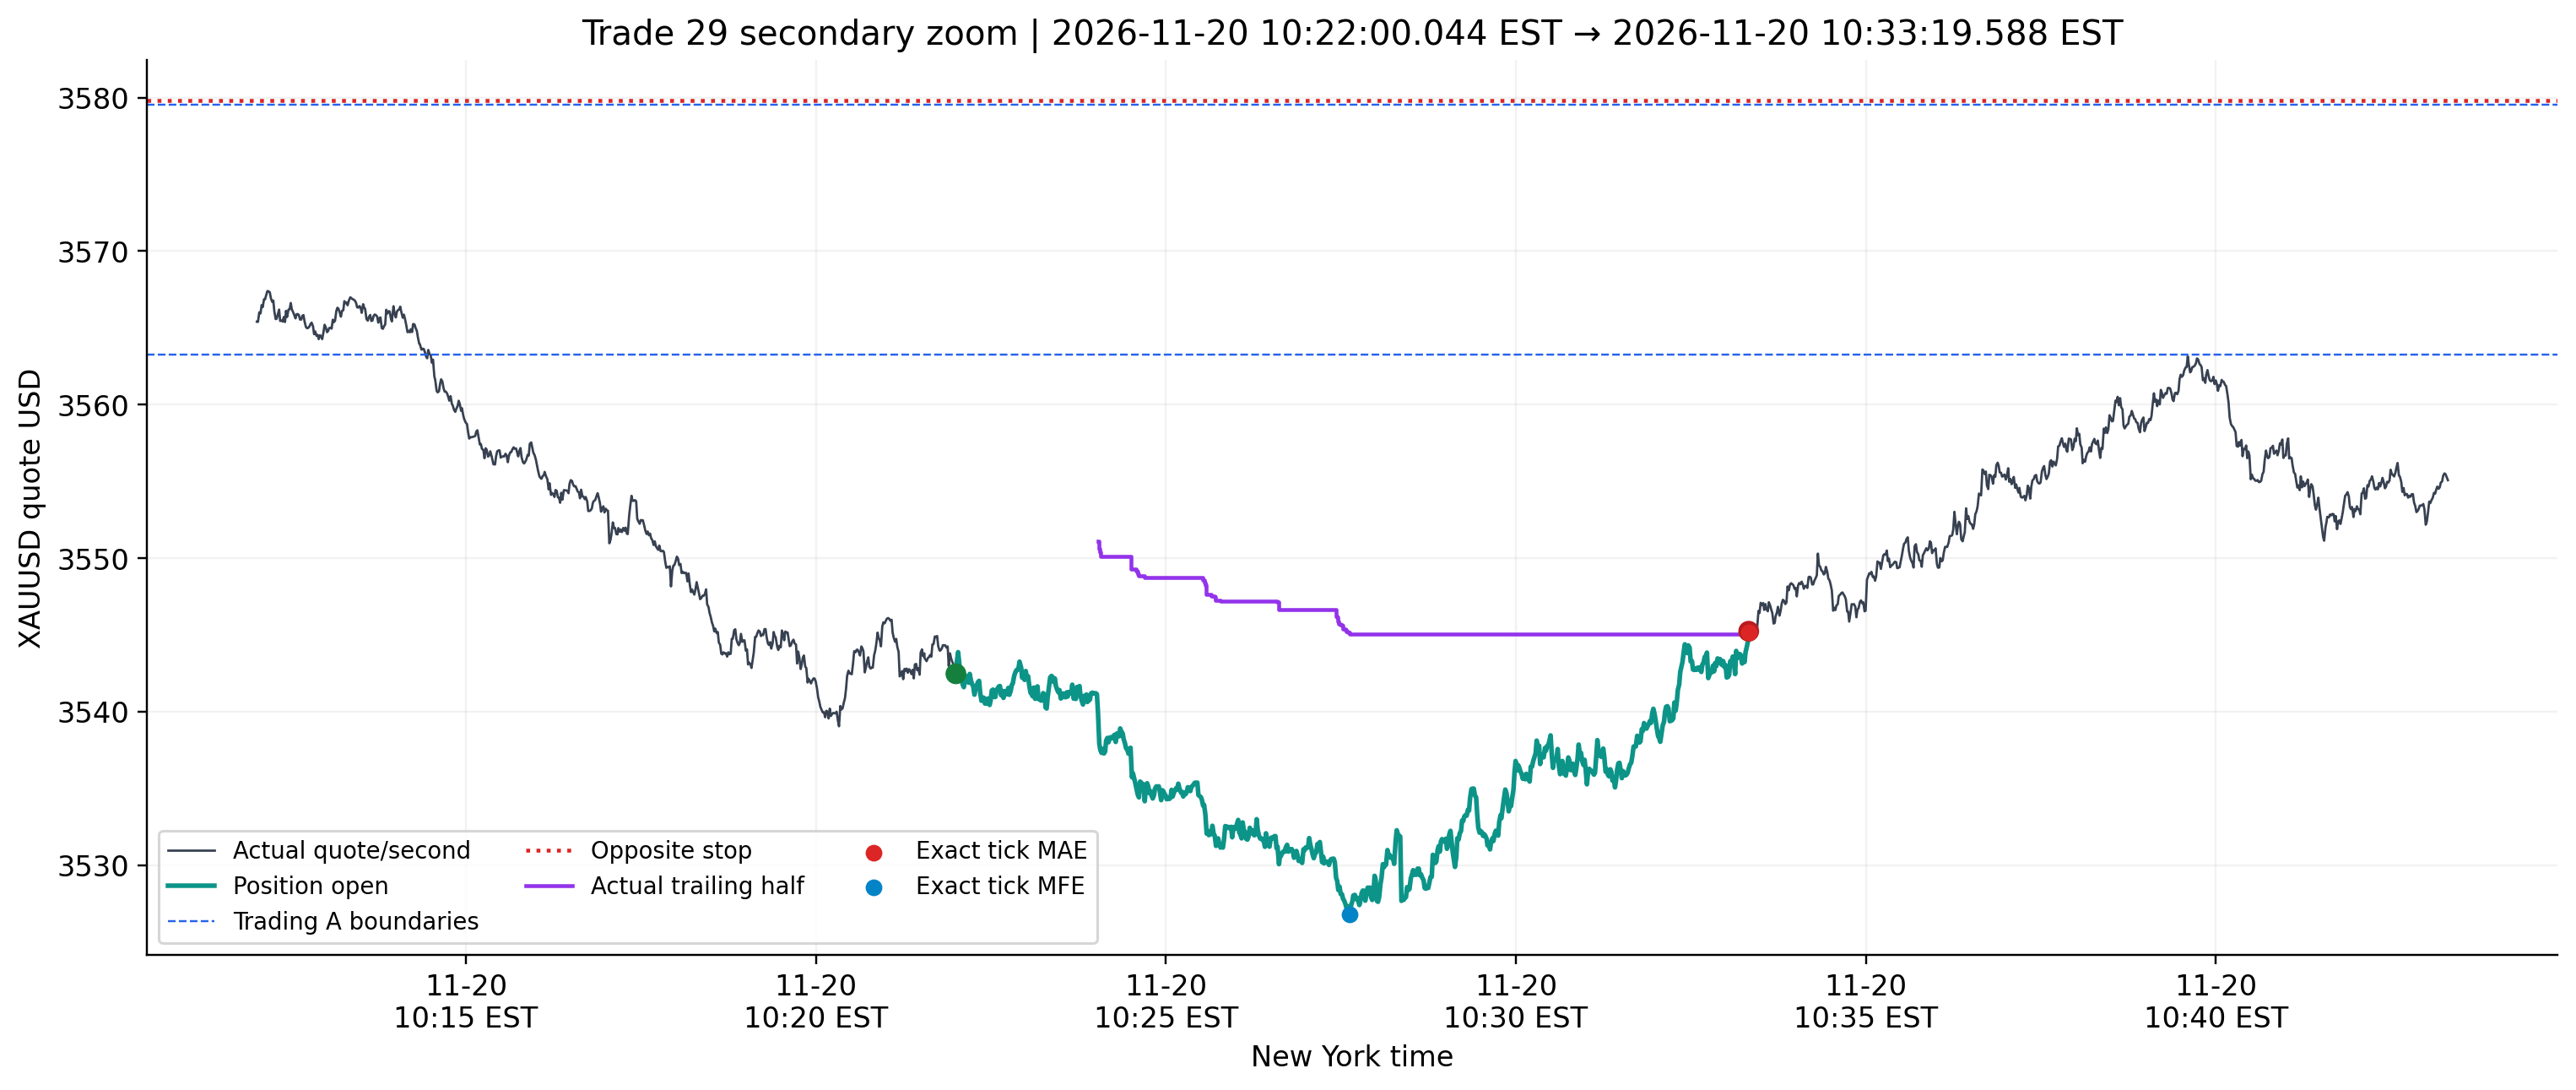 Trade 29 secondary zoom | 2026-11-20 10:22:00.044 EST → 2026-11-20 10:33:19.588 EST
XAUUSD quote USD
3580
3570
3560
3550
3540
3530
Actual quote/second
Position open
Trading A boundaries
Opposite stop
Actual trailing half
Exact tick MAE
Exact tick MFE
11-20
10:15 EST
11-20
10:20 EST
11-20
10:25 EST
11-20
10:30 EST
11-20
10:35 EST
11-20
10:40 EST
New York time